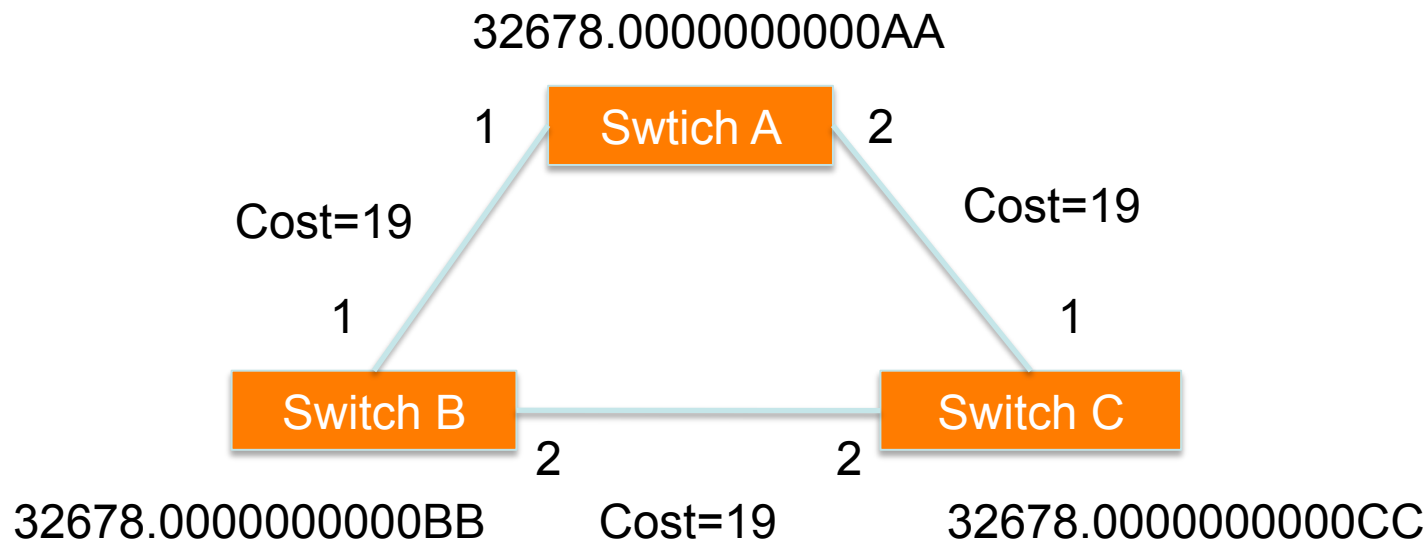 32678.0000000000AA
1 Swtich A 2
Cost=19 Cost=19
1 1
Switch B Switch C
2 2
32678.0000000000BB Cost=19 32678.0000000000CC